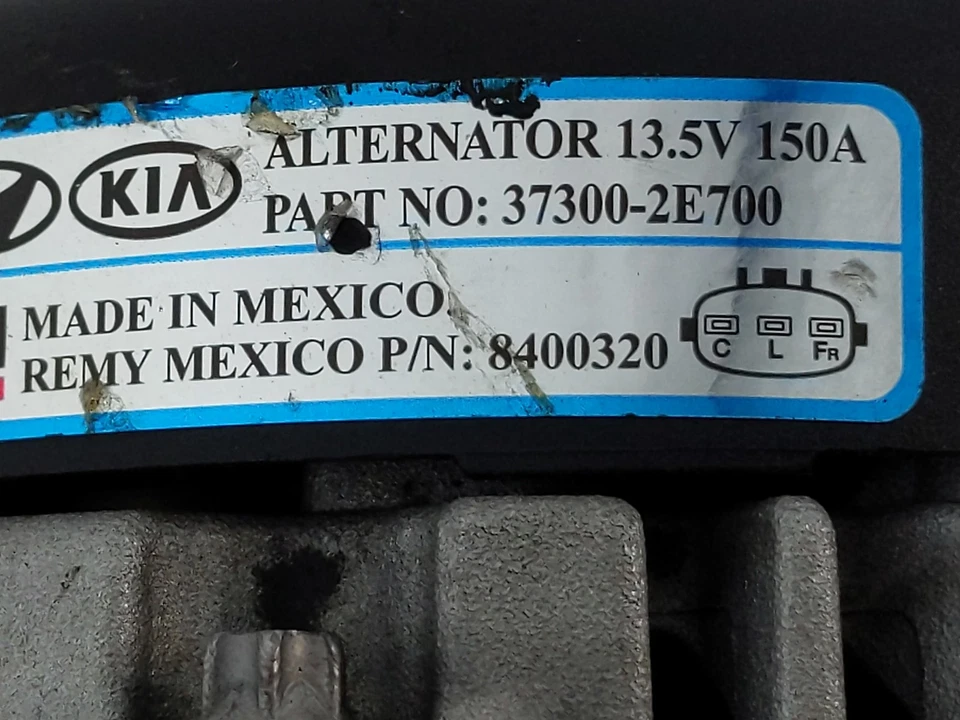 KIA
ALTERNATOR 13.5V 150A
PART NO: 37300-2E700
MADE IN MEXICO
REMY MEXICO P/N: 8400320
C L FR